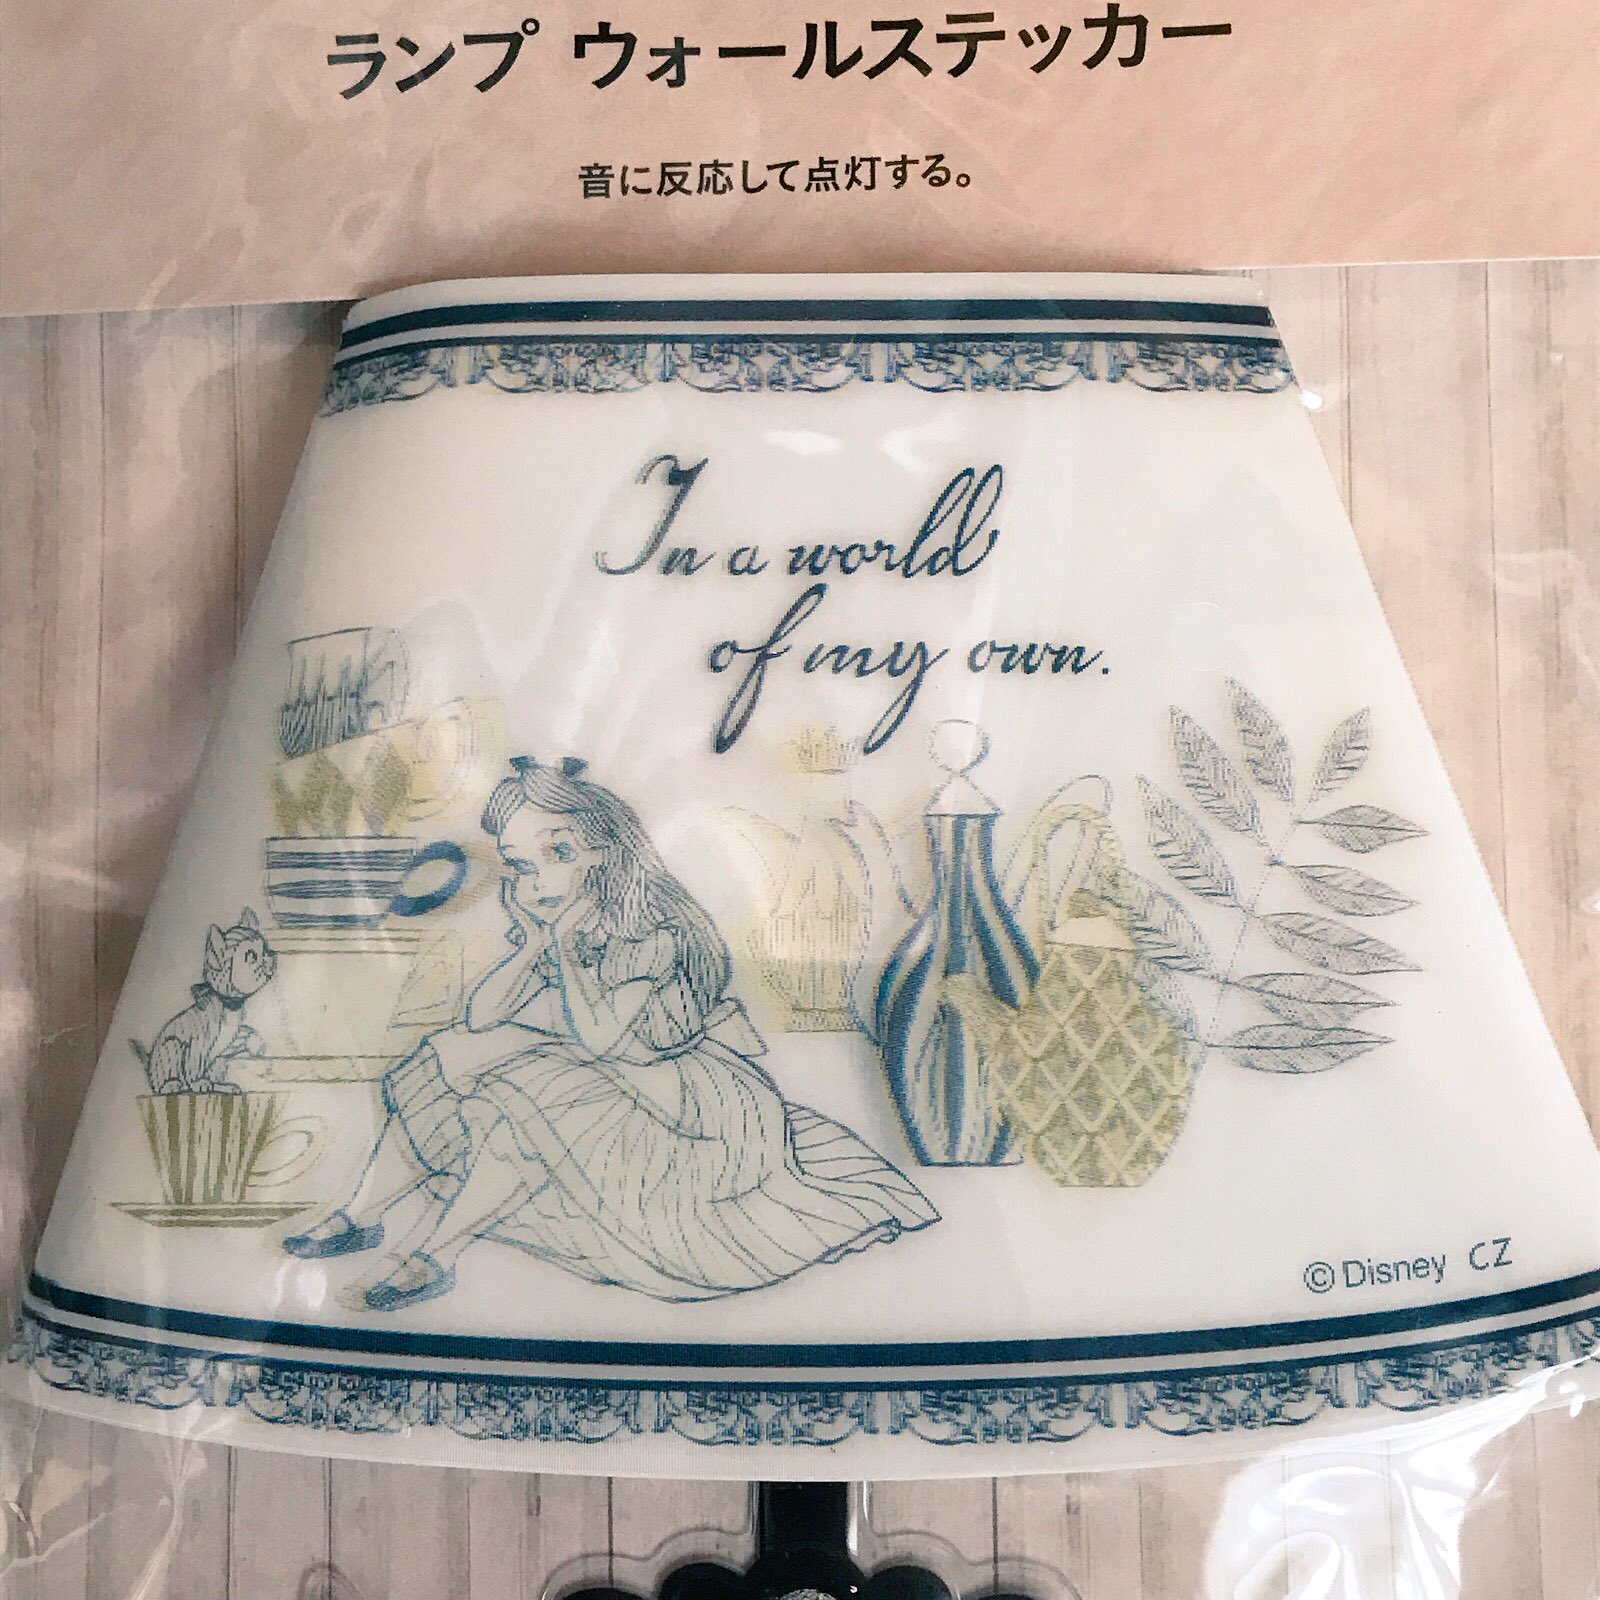 ランプ ウォールステッカー
音に反応して点灯する。
In a world
of my own.
©Disney CZ